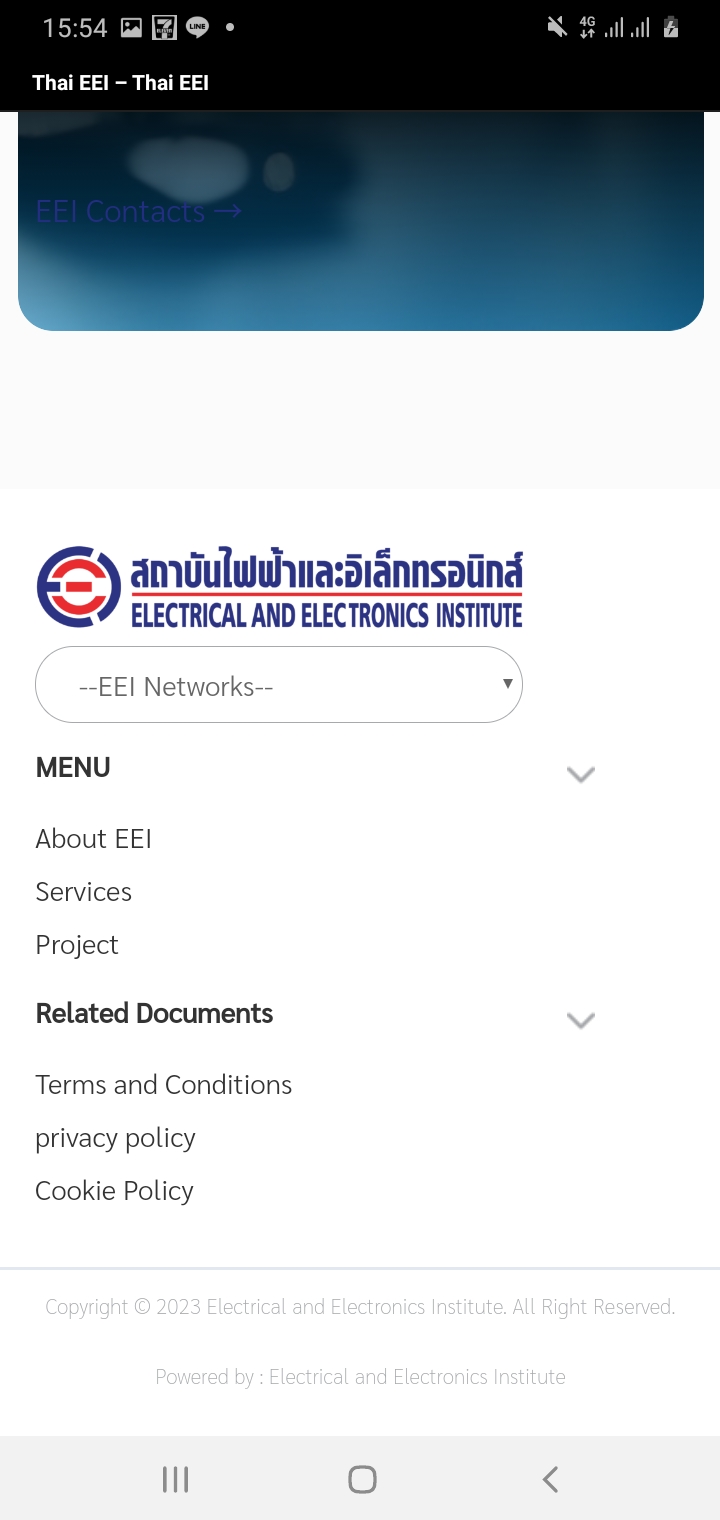 15:54
4G
7
ELEVEN
LINE
Thai EEI – Thai EEI
EEI Contacts →
สถาบันไฟฟ้าและอิเล็กทรอนิกส์
ELECTRICAL AND ELECTRONICS INSTITUTE
--EEI Networks--
MENU
About EEI
Services
Project
Related Documents
Terms and Conditions
privacy policy
Cookie Policy
Copyright © 2023 Electrical and Electronics Institute. All Right Reserved.
Powered by : Electrical and Electronics Institute